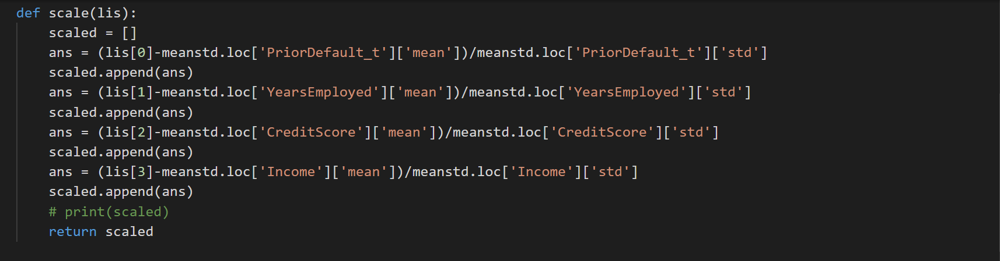 def scale(lis):
    scaled = []
    ans = (lis[0]-meanstd.loc['PriorDefault_t']['mean'])/meanstd.loc['PriorDefault_t']['std']
    scaled.append(ans)
    ans = (lis[1]-meanstd.loc['YearsEmployed']['mean'])/meanstd.loc['YearsEmployed']['std']
    scaled.append(ans)
    ans = (lis[2]-meanstd.loc['CreditScore']['mean'])/meanstd.loc['CreditScore']['std']
    scaled.append(ans)
    ans = (lis[3]-meanstd.loc['Income']['mean'])/meanstd.loc['Income']['std']
    scaled.append(ans)
    # print(scaled)
    return scaled